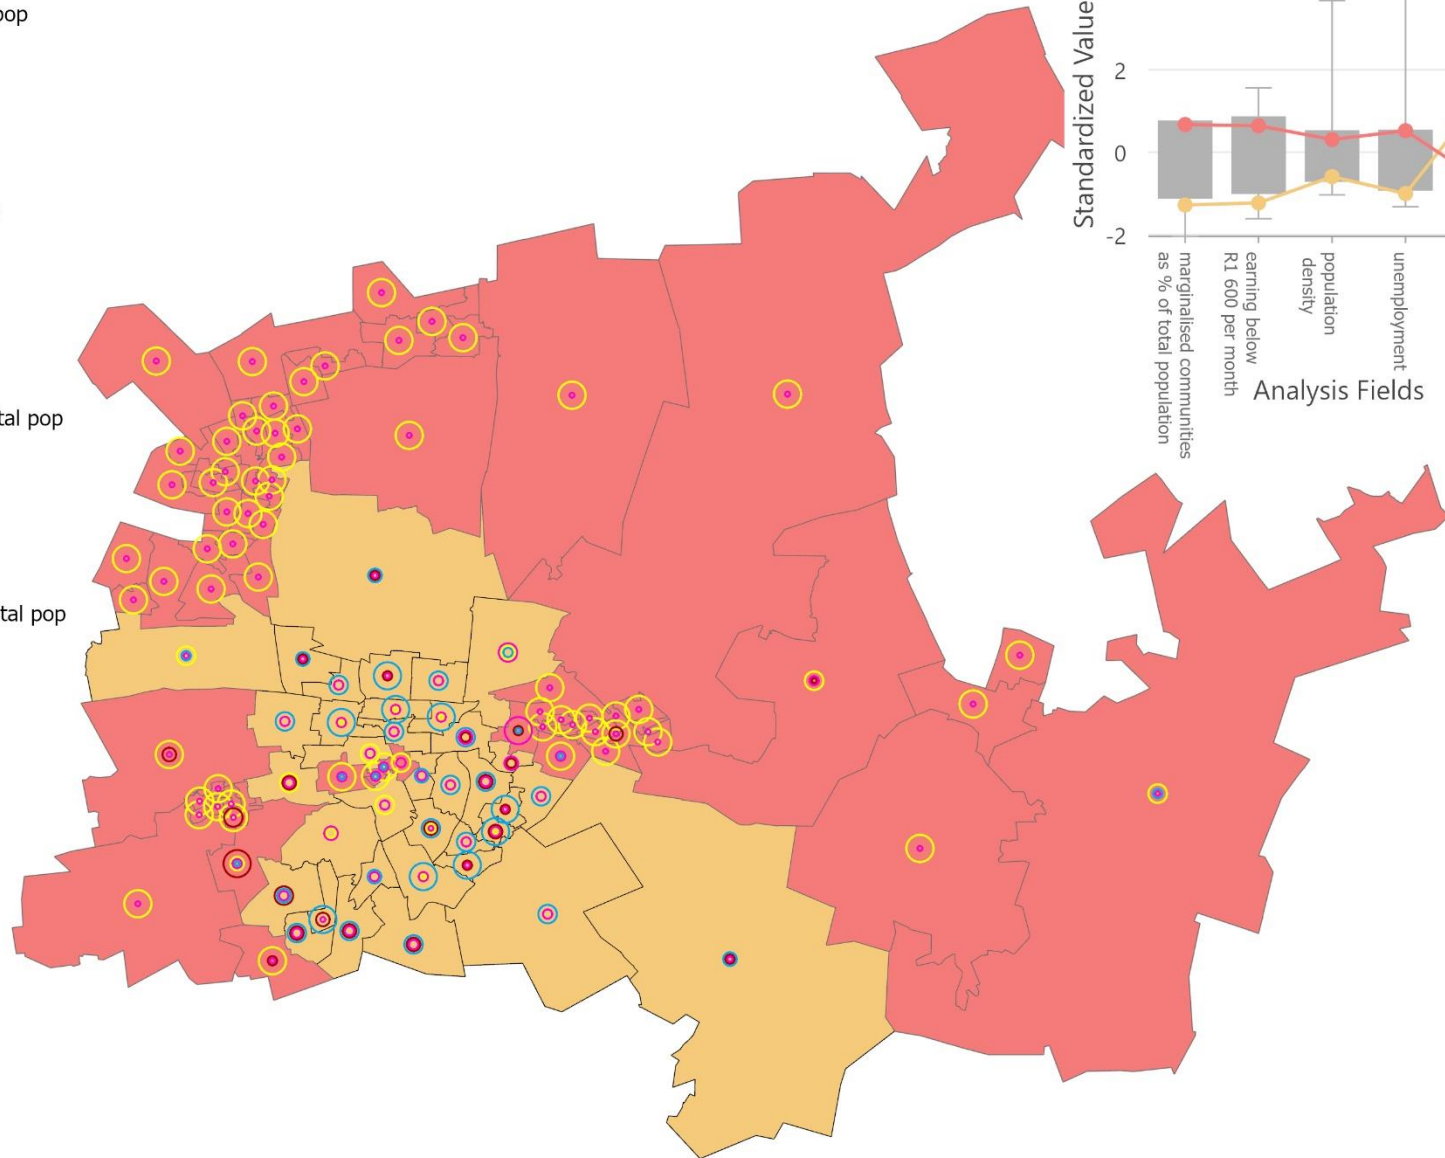 pop
tal pop
tal pop
Standardized Value
2
0
-2
marginalised communities
as % of total population
earning below
R1 600 per month
population
density
unemployment
Analysis Fields